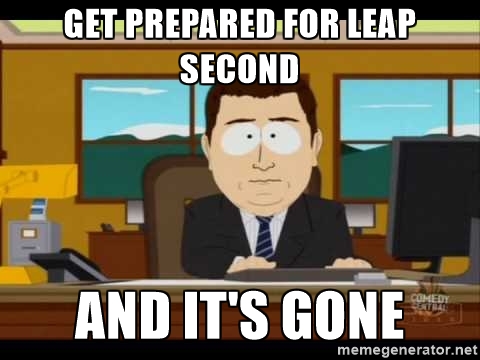 GET PREPARED FOR LEAP
SECOND
AND IT'S GONE
COMEDY
CENTRAL
memegenerator.net